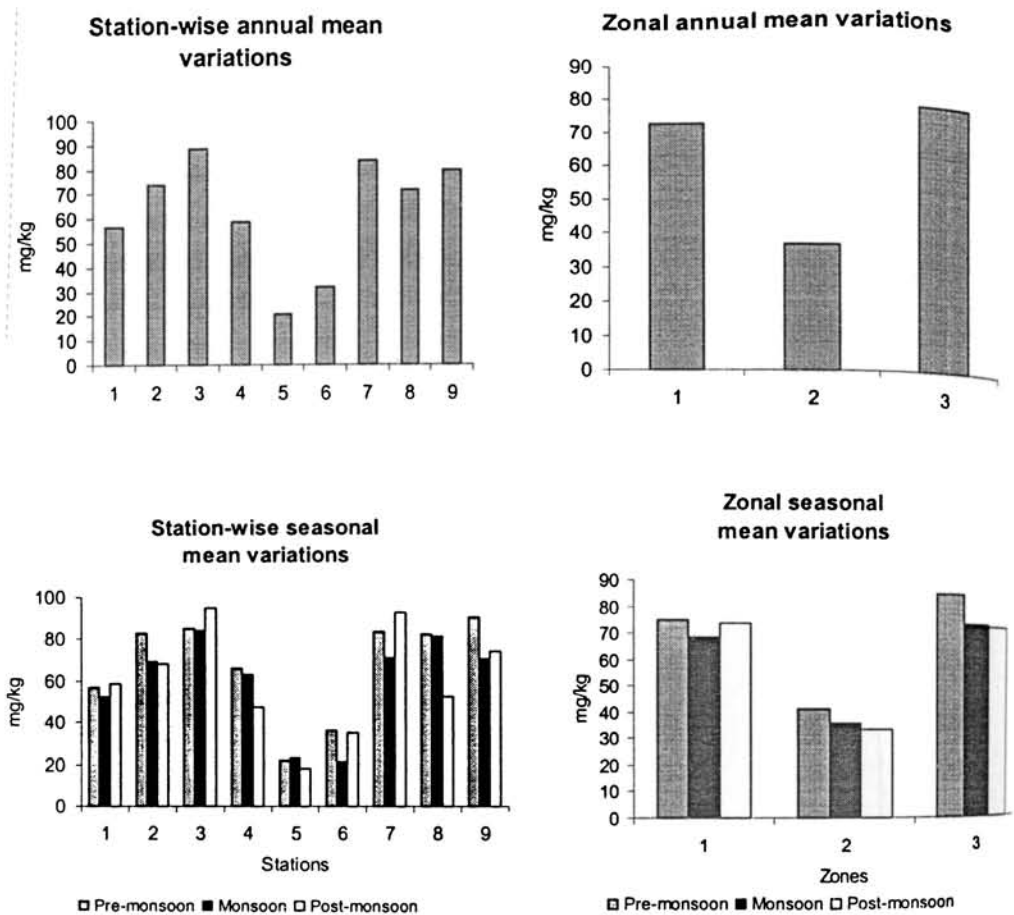 Station-wise annual mean
variations
mg/kg
100
90
80
70
60
50
40
30
20
10
0
1 2 3 4 5 6 7 8 9
Zonal annual mean variations
mg/kg
90
80
70
60
50
40
30
20
10
0
1 2 3
Station-wise seasonal
mean variations
mg/kg
100
80
60
40
20
0
1 2 3 4 5 6 7 8 9
Stations
Pre-monsoon Monsoon Post-monsoon
Zonal seasonal
mean variations
mg/kg
90
80
70
60
50
40
30
20
10
0
1 2 3
Zones
Pre-monsoon Monsoon Post-monsoon